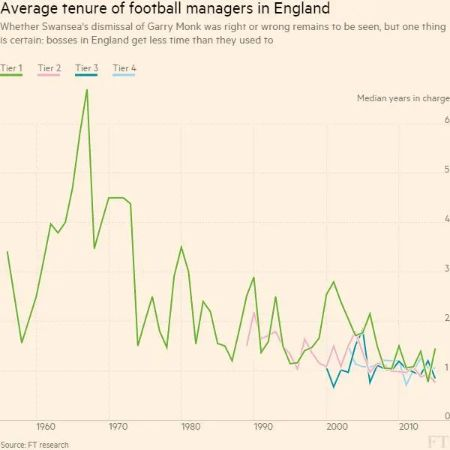 Average tenure of football managers in England
Whether Swansea's dismissal of Garry Monk was right or wrong remains to be seen, but one thing
is certain: bosses in England get less time than they used to
Tier 1 Tier 2 Tier 3 Tier 4
Median years in charge
6
5
4
3
2
1
0
1960 1970 1980 1990 2000 2010
Source: FT research
FT